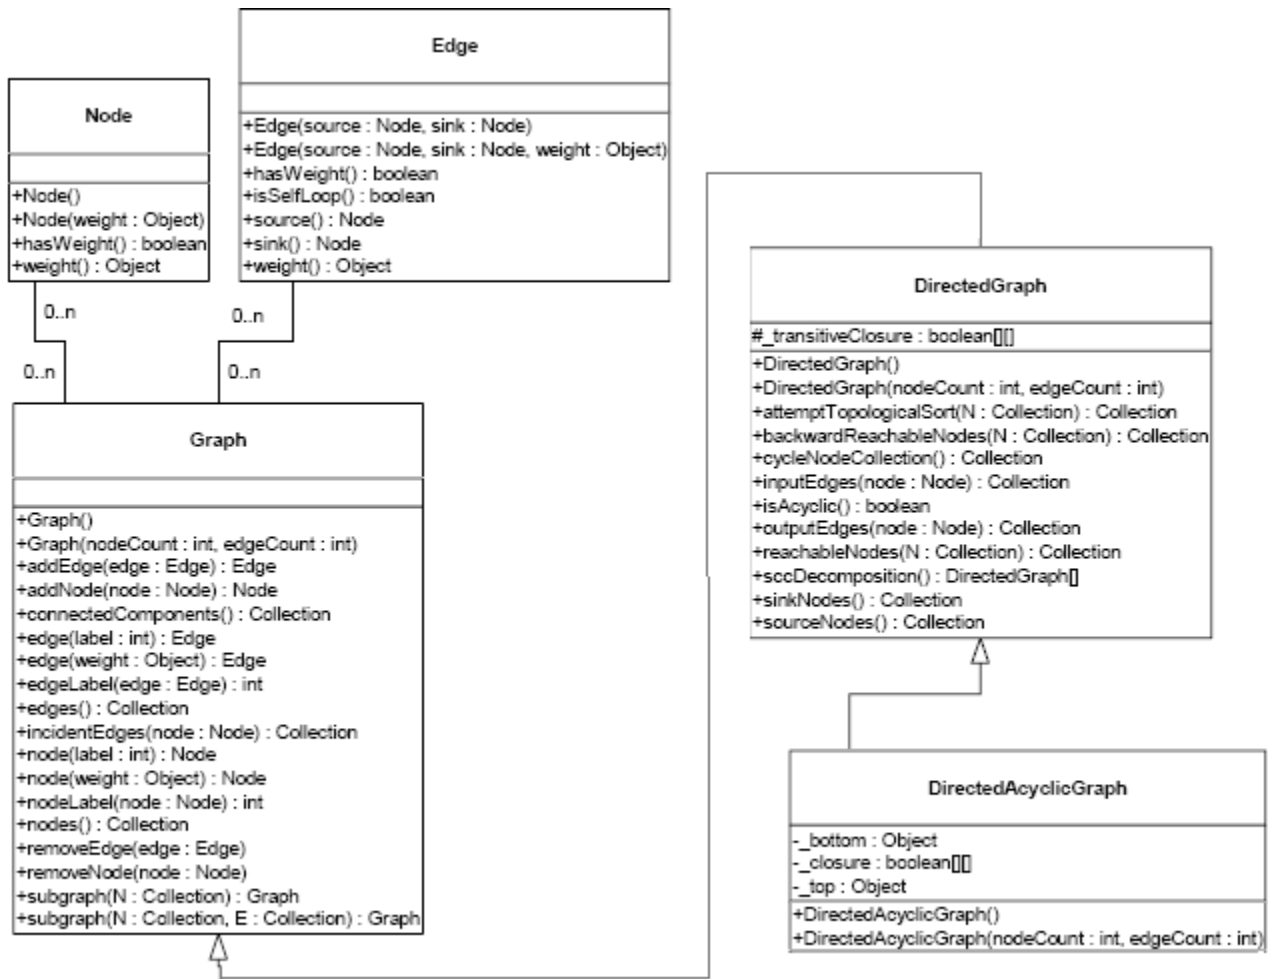 Node
+Node()
+Node(weight : Object)
+hasWeight() : boolean
+weight() : Object
Edge
+Edge(source : Node, sink : Node)
+Edge(source : Node, sink : Node, weight : Object)
+hasWeight() : boolean
+isSelfLoop() : boolean
+source() : Node
+sink() : Node
+weight() : Object
0..n
0..n
0..n
0..n
Graph
+Graph()
+Graph(nodeCount : int, edgeCount : int)
+addEdge(edge : Edge) : Edge
+addNode(node : Node) : Node
+connectedComponents() : Collection
+edge(label : int) : Edge
+edge(weight : Object) : Edge
+edgeLabel(edge : Edge) : int
+edges() : Collection
+incidentEdges(node : Node) : Collection
+node(label : int) : Node
+node(weight : Object) : Node
+nodeLabel(node : Node) : int
+nodes() : Collection
+removeEdge(edge : Edge)
+removeNode(node : Node)
+subgraph(N : Collection) : Graph
+subgraph(N : Collection, E : Collection) : Graph
DirectedGraph
#_transitiveClosure : boolean[][]
+DirectedGraph()
+DirectedGraph(nodeCount : int, edgeCount : int)
+attemptTopologicalSort(N : Collection) : Collection
+backwardReachableNodes(N : Collection) : Collection
+cycleNodeCollection() : Collection
+inputEdges(node : Node) : Collection
+isAcyclic() : boolean
+outputEdges(node : Node) : Collection
+reachableNodes(N : Collection) : Collection
+sccDecomposition() : DirectedGraph[]
+sinkNodes() : Collection
+sourceNodes() : Collection
DirectedAcyclicGraph
-_bottom : Object
-_closure : boolean[][]
-_top : Object
+DirectedAcyclicGraph()
+DirectedAcyclicGraph(nodeCount : int, edgeCount : int)